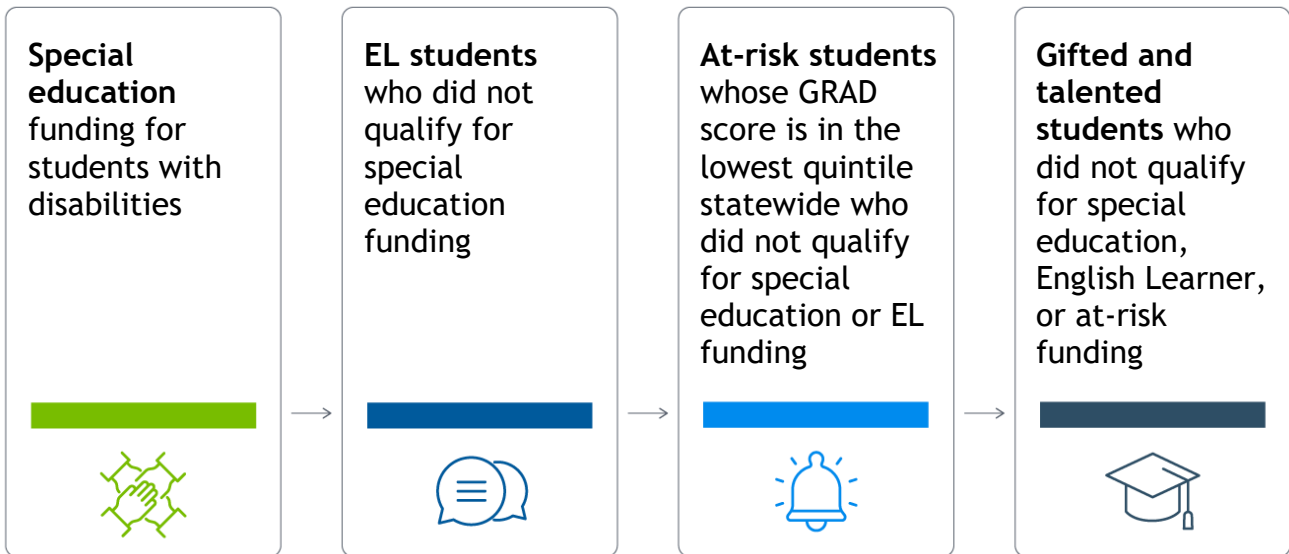 Special
education
funding for
students with
disabilities
EL students
who did not
qualify for
special
education
funding
At-risk students
whose GRAD
score is in the
lowest quintile
statewide who
did not qualify
for special
education or EL
funding
Gifted and
talented
students who
did not qualify
for special
education,
English Learner,
or at-risk
funding